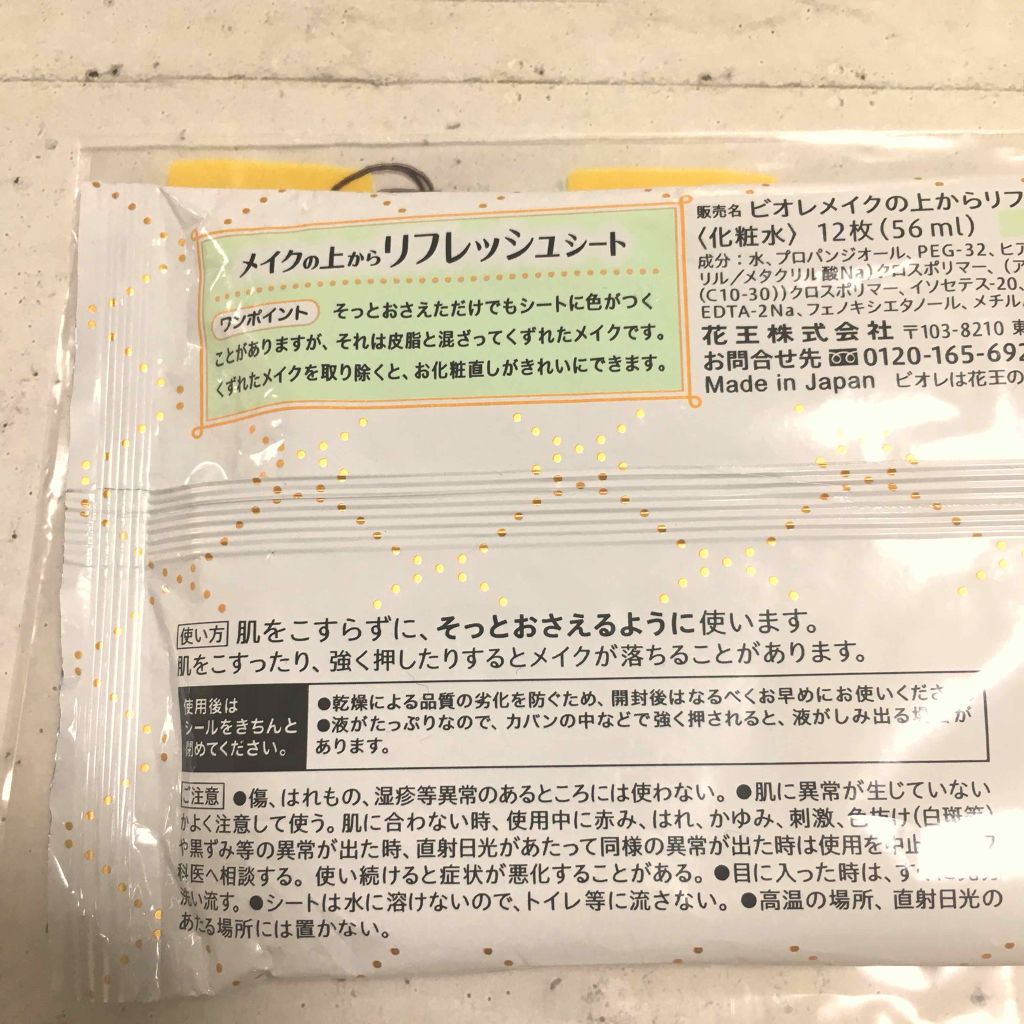 メイクの上からリフレッシュシート
ワンポイント そっとおさえただけでもシートに色がつく
ことがありますが、それは皮脂と混ざってくずれたメイクです。
くずれたメイクを取り除くと、お化粧直しがきれいにできます。
販売名 ビオレメイクの上からリフ
〈化粧水〉 12枚(56ml)
成分:水、プロパンジオール、PEG-32、ヒア
リル/メタクリル酸Na)クロスポリマー、(ア
(C10-30))クロスポリマー、イソセテス-20、
EDTA-2Na、フェノキシエタノール、メチル
花王株式会社 〒103-8210 東
お問合せ先 0120-165-692
Made in Japan ビオレは花王の
使い方 肌をこすらずに、そっとおさえるように使います。
肌をこすったり、強く押したりするとメイクが落ちることがあります。
使用後は
シールをきちんと
閉めてください。
●乾燥による品質の劣化を防ぐため、開封後はなるべくお早めにお使いくださ
●液がたっぷりなので、カバンの中などで強く押されると、液がしみ出る場合が
あります。
ご注意 ●傷、はれもの、湿疹等異常のあるところには使わない。●肌に異常が生じていない
かよく注意して使う。肌に合わない時、使用中に赤み、はれ、かゆみ、刺激、色抜け(白斑等)
や黒ずみ等の異常が出た時、直射日光があたって同様の異常が出た時は使用を中止
科医へ相談する。使い続けると症状が悪化することがある。●目に入った時は、す
洗い流す。●シートは水に溶けないので、トイレ等に流さない。●高温の場所、直射日光の
あたる場所には置かない。